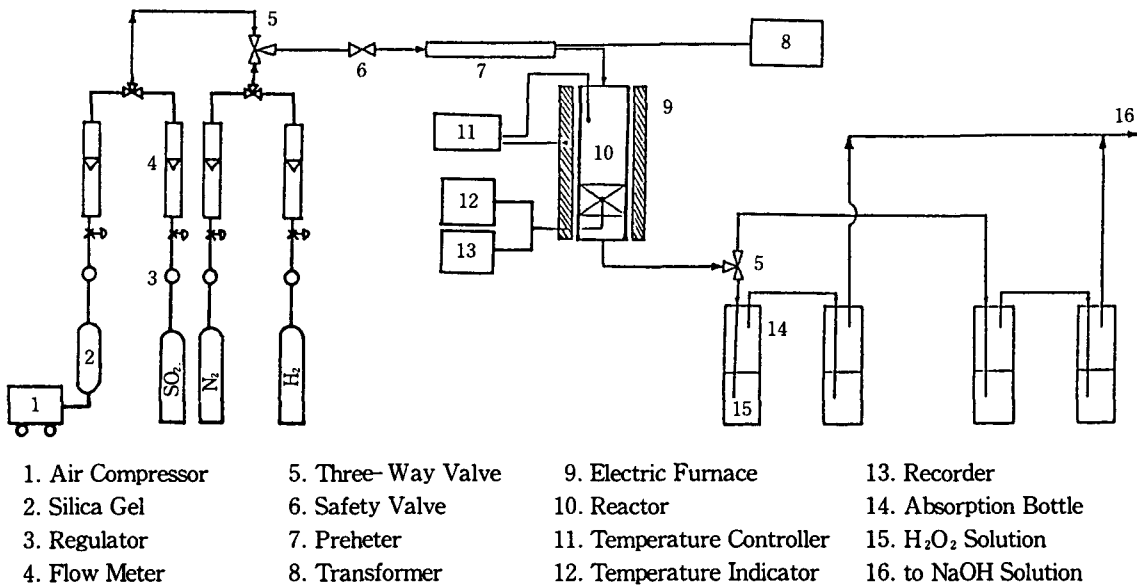 5
8
6
7
9
16
11
10
4
12
13
5
3
14
2
SO₂.
N₂
H₂
1
15
1. Air Compressor
2. Silica Gel
3. Regulator
4. Flow Meter
5. Three-Way Valve
6. Safety Valve
7. Preheter
8. Transformer
9. Electric Furnace
10. Reactor
11. Temperature Controller
12. Temperature Indicator
13. Recorder
14. Absorption Bottle
15. H₂O₂ Solution
16. to NaOH Solution